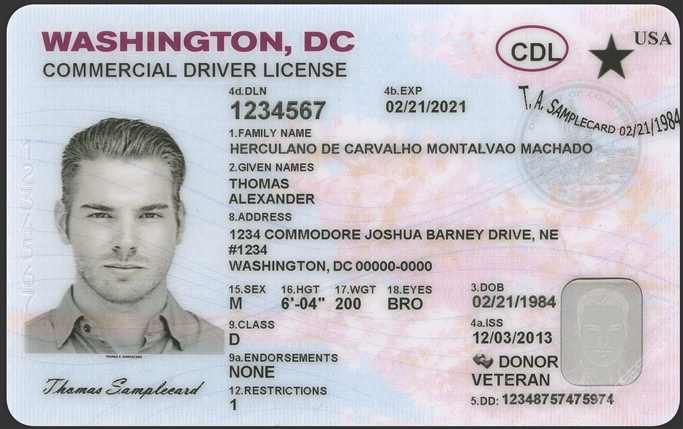 WASHINGTON, DC
COMMERCIAL DRIVER LICENSE
CDL
USA
4d.DLN
1234567
4b.EXP
02/21/2021
T. A. SAMPLECARD 02/21/1984
1.FAMILY NAME
HERCULANO DE CARVALHO MONTALVAO MACHADO
2.GIVEN NAMES
THOMAS
ALEXANDER
8.ADDRESS
1234 COMMODORE JOSHUA BARNEY DRIVE, NE
#1234
WASHINGTON, DC 00000-0000
15.SEX 16.HGT 17.WGT 18.EYES
M 6'-04" 200 BRO
3.DOB
02/21/1984
9.CLASS
D
4a.ISS
12/03/2013
9a.ENDORSEMENTS
NONE
DONOR
VETERAN
12.RESTRICTIONS
1
5.DD: 12348757475974
Thomas Samplecard
1234567